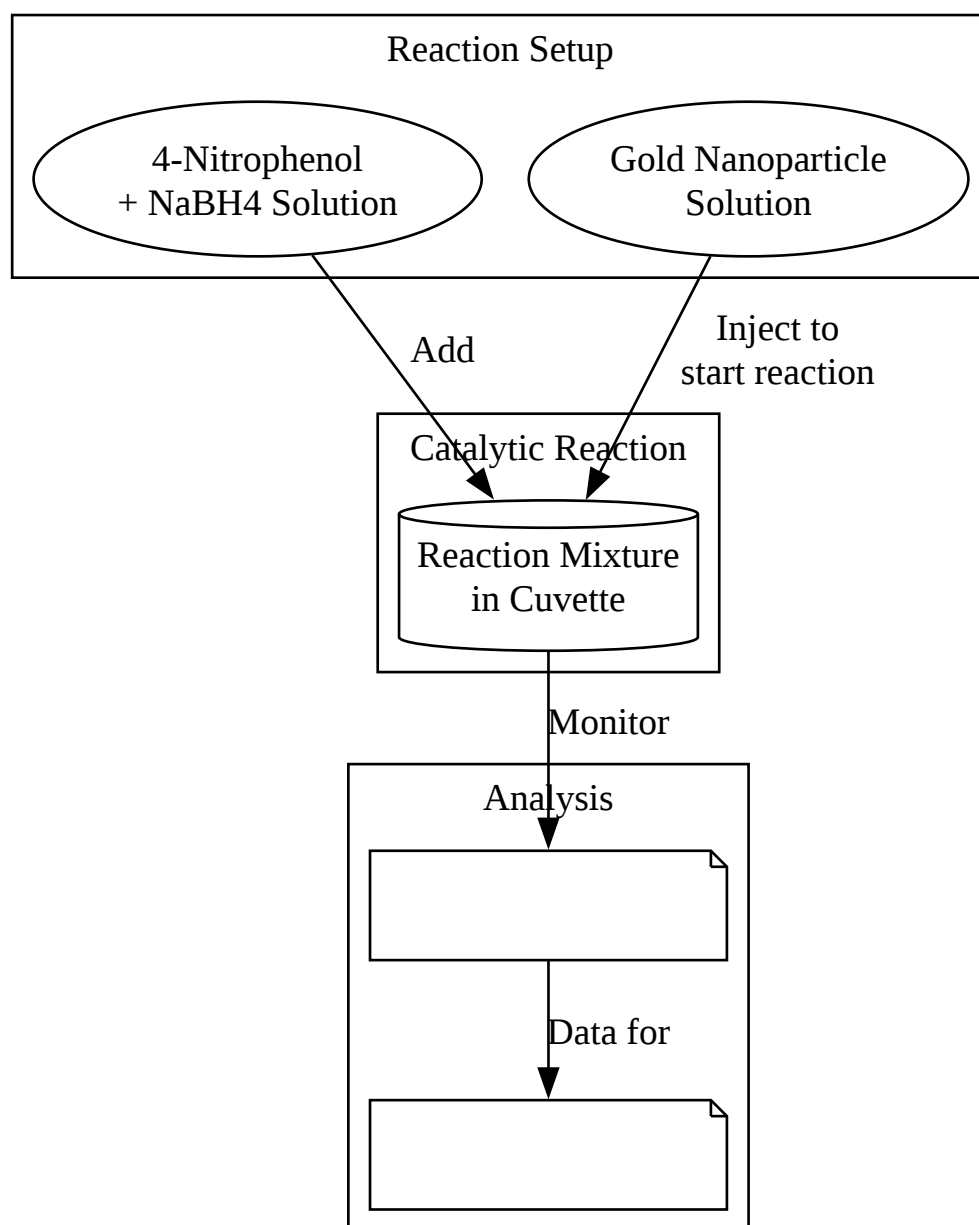 Reaction Setup
4-Nitrophenol
+ NaBH4 Solution
Gold Nanoparticle
Solution
Add
Inject to
start reaction
Catalytic Reaction
Reaction Mixture
in Cuvette
Monitor
Analysis
Data for